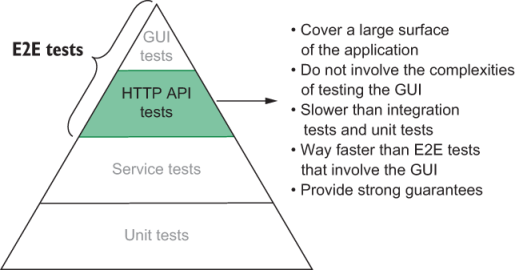 E2E tests
GUI
tests
HTTP API
tests
Service tests
Unit tests
• Cover a large surface
of the application
• Do not involve the complexities
of testing the GUI
• Slower than integration
tests and unit tests
• Way faster than E2E tests
that involve the GUI
• Provide strong guarantees